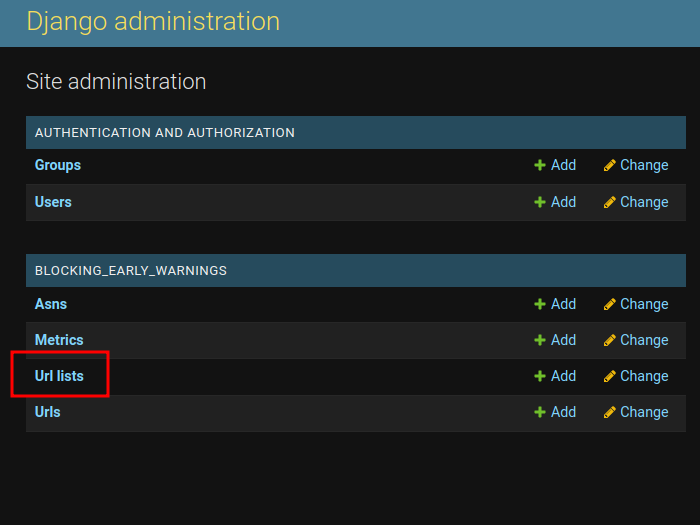 Django administration
Site administration
AUTHENTICATION AND AUTHORIZATION
Groups Add Change
Users Add Change
BLOCKING_EARLY_WARNINGS
Asns Add Change
Metrics Add Change
Url lists Add Change
Urls Add Change